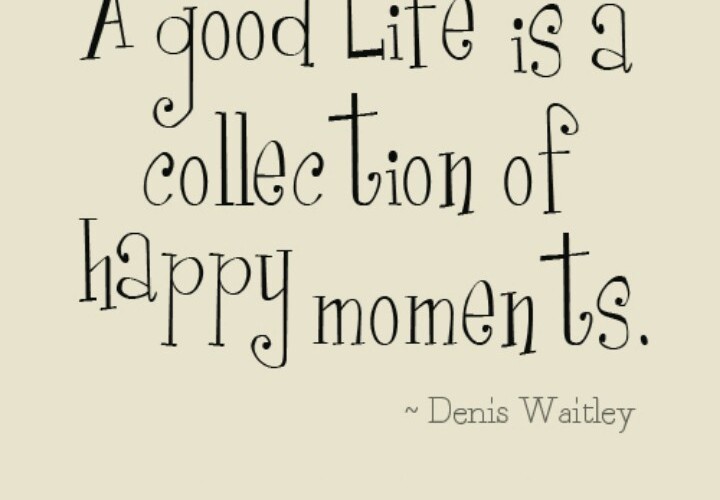 A good Life is a
collection of
happy moments.
~ Denis Waitley